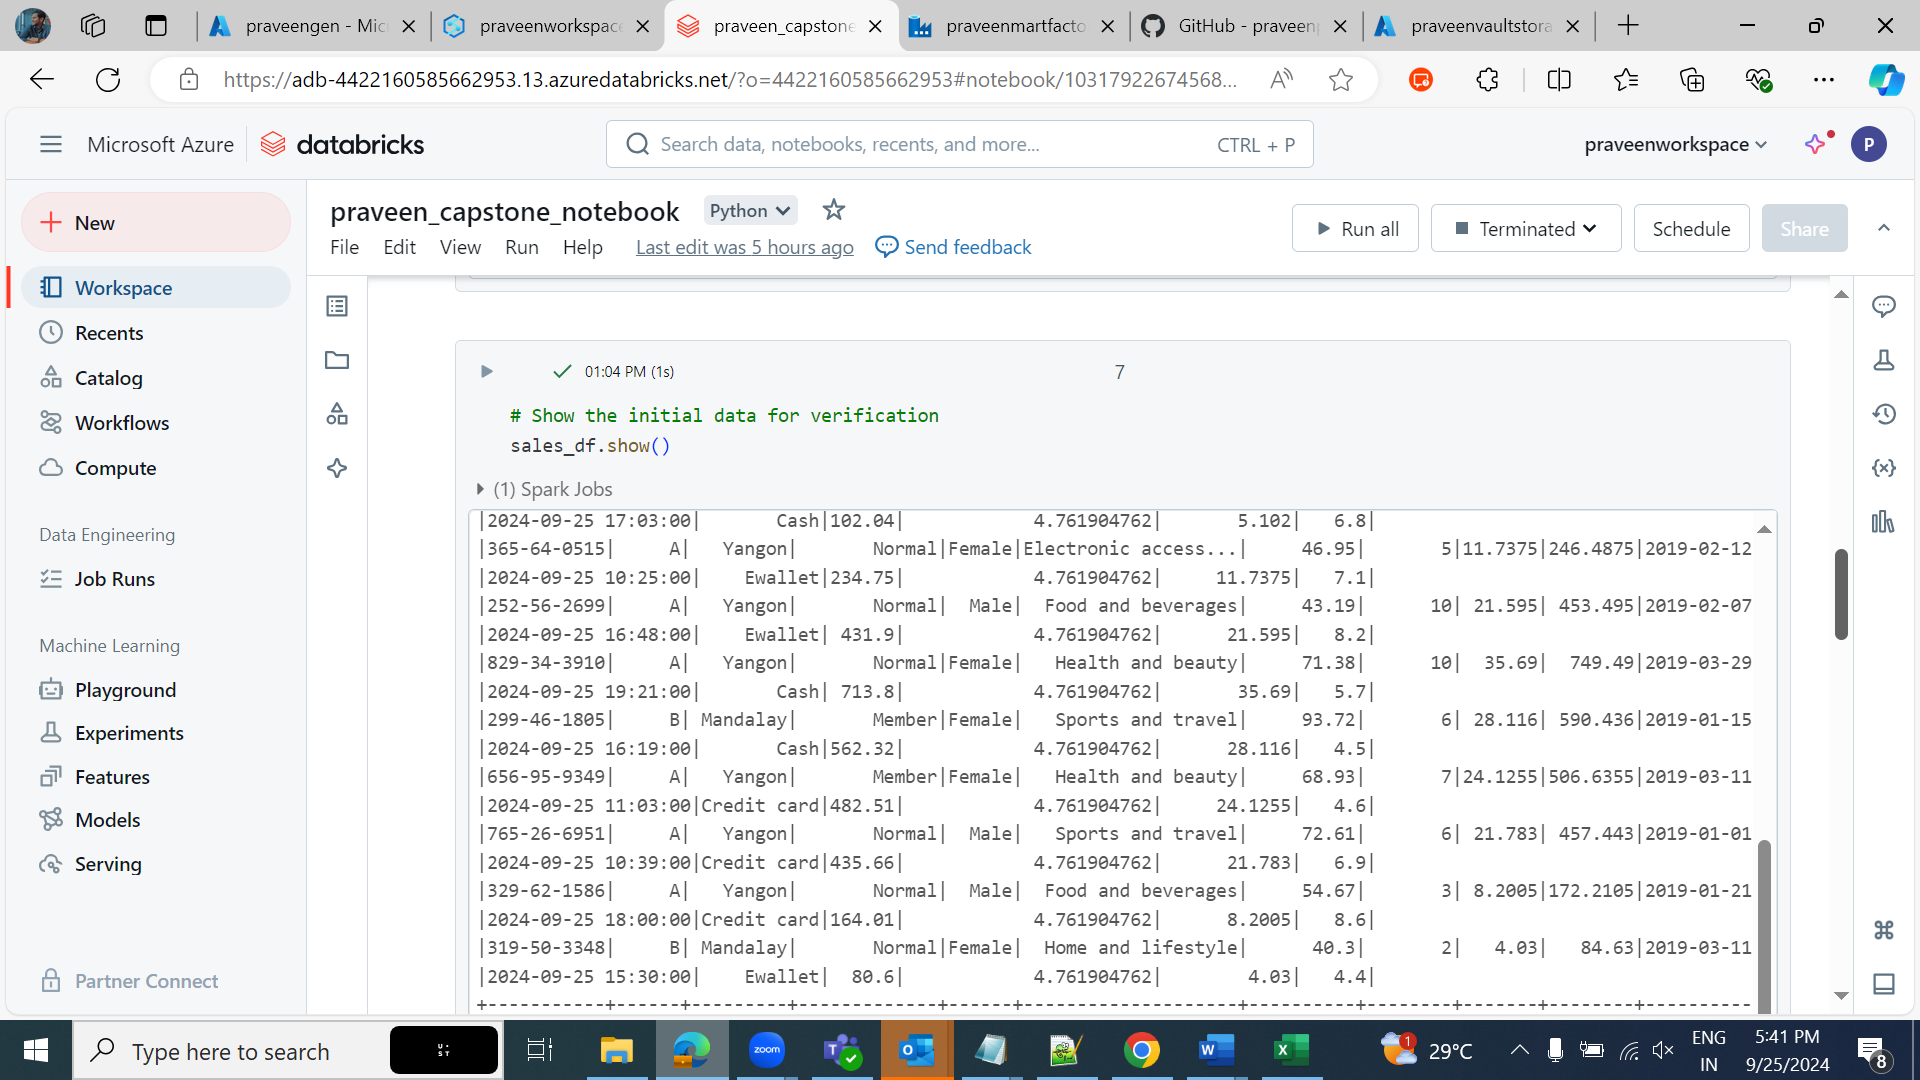 praveengen - Mic
praveenworkspace
praveen_capstone
praveenmartfacto
GitHub - praveenp
praveenvaultstora
https://adb-4422160585662953.13.azuredatabricks.net/?o=4422160585662953#notebook/10317922674568...
Microsoft Azure
databricks
Search data, notebooks, recents, and more...
CTRL + P
praveenworkspace
P
New
Workspace
Recents
Catalog
Workflows
Compute
Data Engineering
Job Runs
Machine Learning
Playground
Experiments
Features
Models
Serving
Partner Connect
praveen_capstone_notebook
Python
File Edit View Run Help
Last edit was 5 hours ago
Send feedback
Run all
Terminated
Schedule
Share
01:04 PM (1s)
7
# Show the initial data for verification
sales_df.show()
(1) Spark Jobs
|2024-09-25 17:03:00|       Cash|102.04|            4.761904762|       5.102|   6.8|
|365-64-0515|     A|   Yangon|       Normal|Female|Electronic access...|     46.95|       5|11.7375|246.4875|2019-02-12
|2024-09-25 10:25:00|    Ewallet|234.75|            4.761904762|     11.7375|   7.1|
|252-56-2699|     A|   Yangon|       Normal|  Male|  Food and beverages|     43.19|      10| 21.595| 453.495|2019-02-07
|2024-09-25 16:48:00|    Ewallet| 431.9|            4.761904762|      21.595|   8.2|
|829-34-3910|     A|   Yangon|       Normal|Female|   Health and beauty|     71.38|      10|  35.69|  749.49|2019-03-29
|2024-09-25 19:21:00|       Cash| 713.8|            4.761904762|       35.69|   5.7|
|299-46-1805|     B| Mandalay|       Member|Female|   Sports and travel|     93.72|       6| 28.116| 590.436|2019-01-15
|2024-09-25 16:19:00|       Cash|562.32|            4.761904762|      28.116|   4.5|
|656-95-9349|     A|   Yangon|       Member|Female|   Health and beauty|     68.93|       7|24.1255|506.6355|2019-03-11
|2024-09-25 11:03:00|Credit card|482.51|            4.761904762|     24.1255|   4.6|
|765-26-6951|     A|   Yangon|       Normal|  Male|   Sports and travel|     72.61|       6| 21.783| 457.443|2019-01-01
|2024-09-25 10:39:00|Credit card|435.66|            4.761904762|      21.783|   6.9|
|329-62-1586|     A|   Yangon|       Normal|  Male|  Food and beverages|     54.67|       3| 8.2005|172.2105|2019-01-21
|2024-09-25 18:00:00|Credit card|164.01|            4.761904762|      8.2005|   8.6|
|319-50-3348|     B| Mandalay|       Normal|Female|  Home and lifestyle|      40.3|       2|   4.03|   84.63|2019-03-11
|2024-09-25 15:30:00|    Ewallet|  80.6|            4.761904762|        4.03|   4.4|
+-----------+------+---------+-------------+------+--------------------+----------+--------+-------+--------+----------
Type here to search
zoom
1
29°C
ENG
IN
5:41 PM
9/25/2024
8